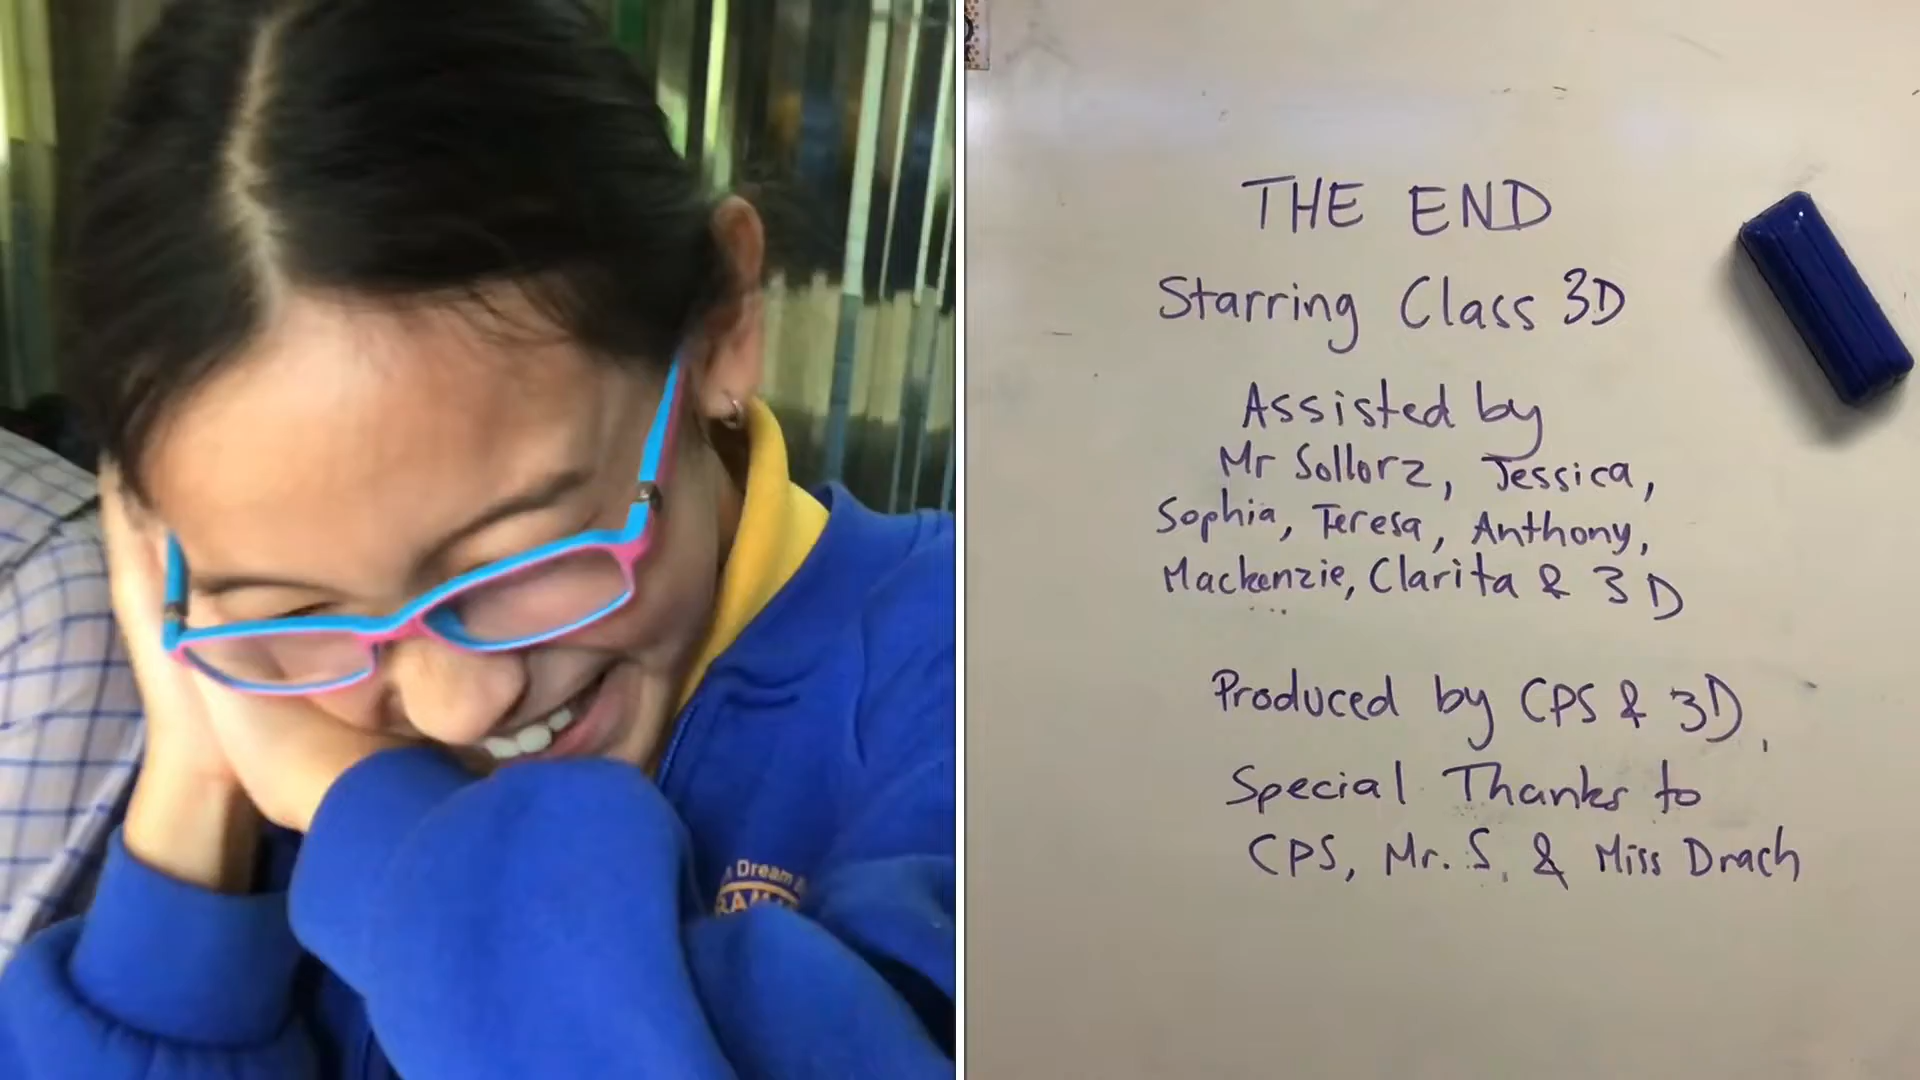 Dream
THE END
Starring Class 3D
Assisted by
Mr Sollorz, Jessica,
Sophia, Teresa, Anthony,
Mackenzie, Clarita & 3D
Produced by CPS & 3D
Special Thanks to
CPS, Mr. S. & Miss Drach